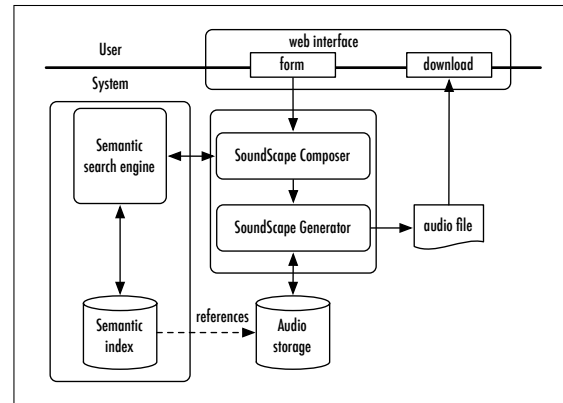 web interface
User
form
download
System
Semantic
search engine
SoundScape Composer
SoundScape Generator
audio file
references
Semantic
index
Audio
storage